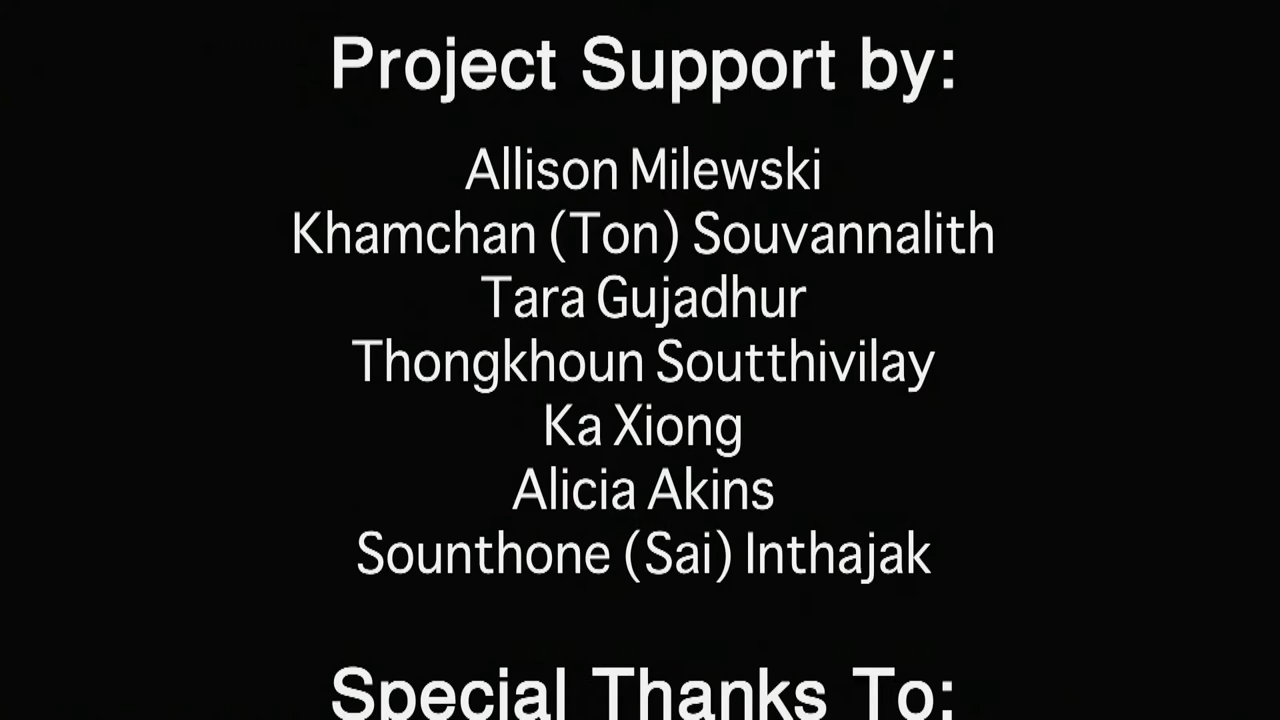 Project Support by:
Allison Milewski
Khamchan (Ton) Souvannalith
Tara Gujadhur
Thongkhoun Soutthivilay
Ka Xiong
Alicia Akins
Sounthone (Sai) Inthajak
Special Thanks To: